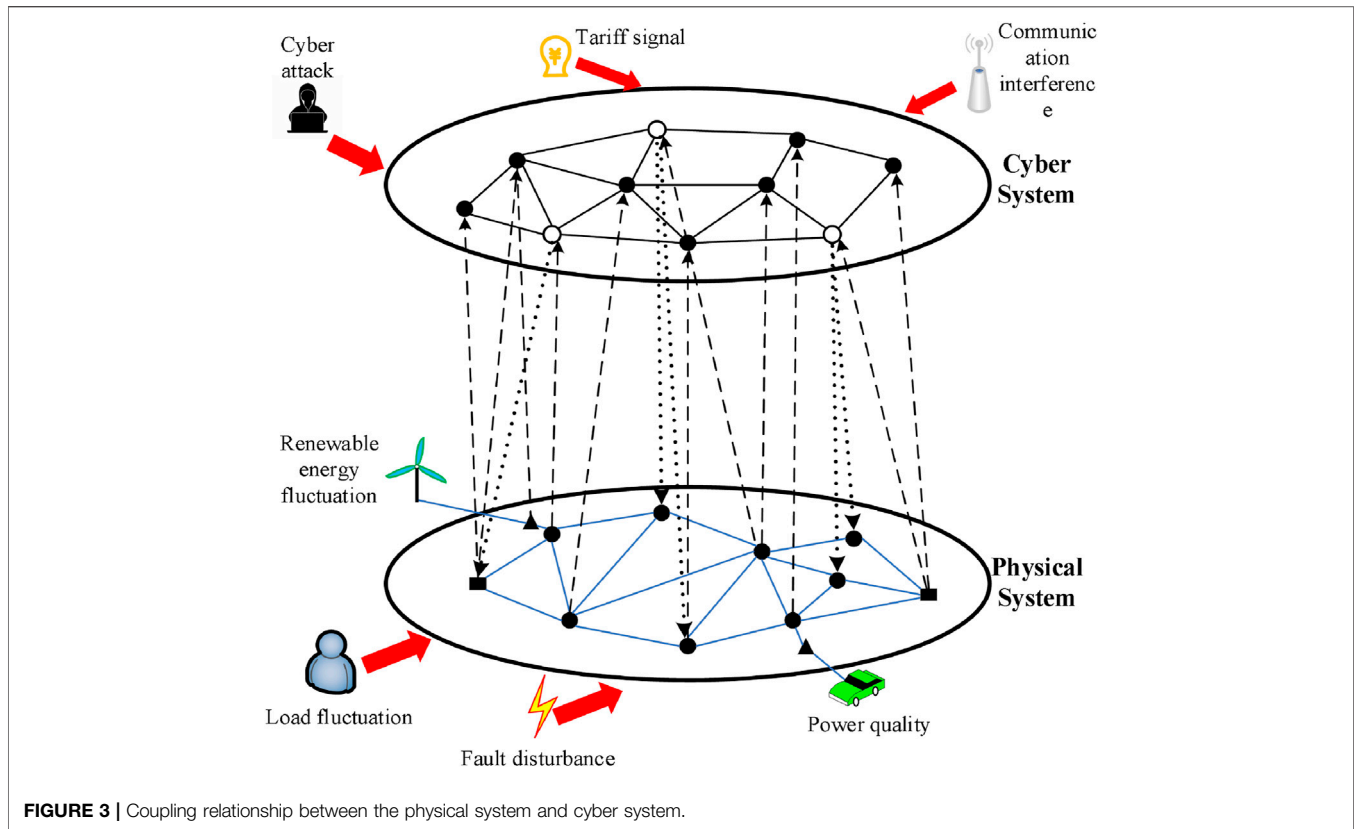 Cyber
attack
¥
Tariff signal
Communic
ation
interferenc
e
Cyber
System
Renewable
energy
fluctuation
Physical
System
Load fluctuation
Fault disturbance
Power quality
FIGURE 3 | Coupling relationship between the physical system and cyber system.